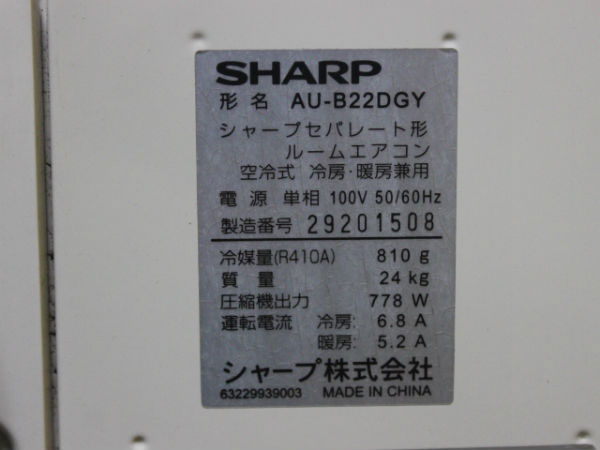 SHARP
形名 AU-B22DGY
シャープセパレート形
ルームエアコン
空冷式 冷房・暖房兼用
電源 単相 100V 50/60Hz
製造番号 29201508
冷媒量(R410A) 810 g
質量 24 kg
圧縮機出力 778 W
運転電流 冷房: 6.8 A
暖房: 5.2 A
シャープ株式会社
63229939003 MADE IN CHINA